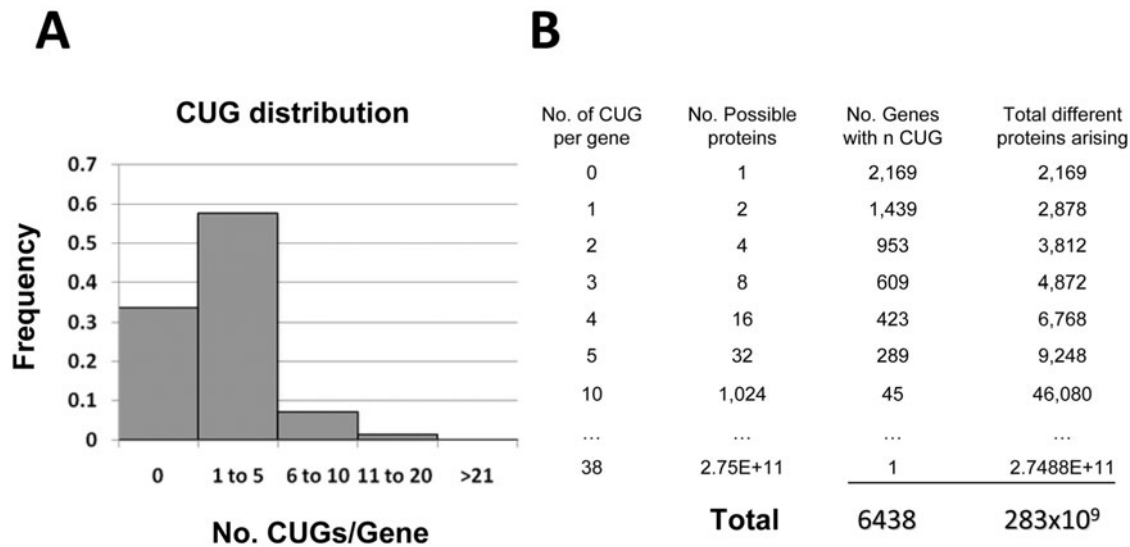 A
CUG distribution
Frequency
0.7
0.6
0.5
0.4
0.3
0.2
0.1
0
0 1 to 5 6 to 10 11 to 20 >21
No. CUGs/Gene
B
No. of CUG per gene No. Possible proteins No. Genes with n CUG Total different proteins arising
0 1 2,169 2,169
1 2 1,439 2,878
2 4 953 3,812
3 8 609 4,872
4 16 423 6,768
5 32 289 9,248
10 1,024 45 46,080
... ... ... ...
38 2.75E+11 1 2.7488E+11
Total 6438 283x10⁹